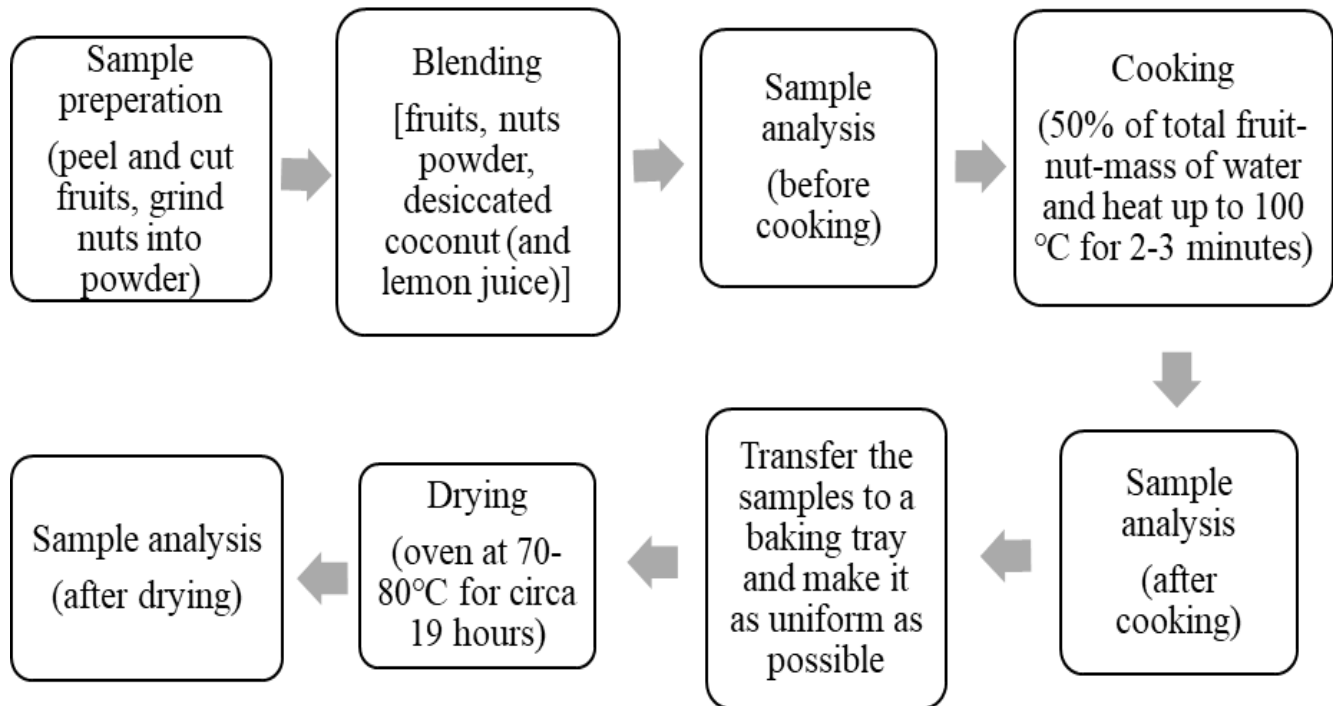 Sample
preperation
(peel and cut
fruits, grind
nuts into
powder)
Blending
[fruits, nuts
powder,
desiccated
coconut (and
lemon juice)]
Sample
analysis
(before
cooking)
Cooking
(50% of total fruit-
nut-mass of water
and heat up to 100
°C for 2-3 minutes)
Sample
analysis
(after
cooking)
Transfer the
samples to a
baking tray
and make it
as uniform as
possible
Drying
(oven at 70-
80°C for circa
19 hours)
Sample analysis
(after drying)